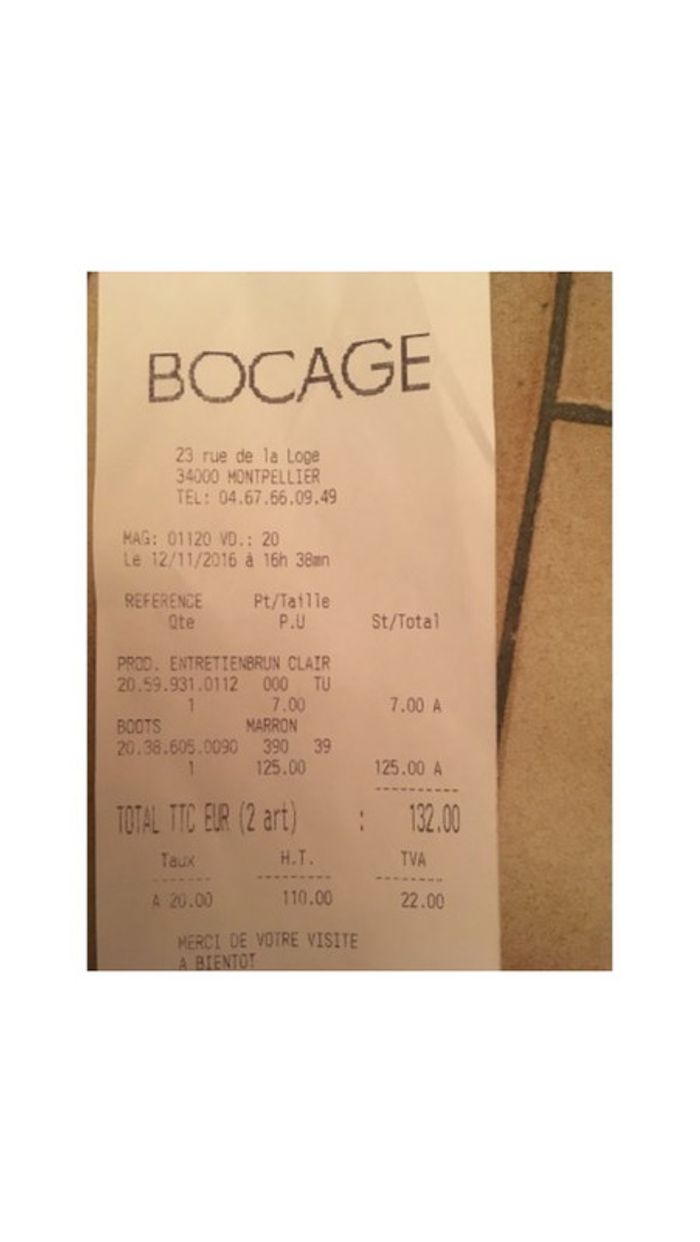 BOCAGE
23 rue de la Loge
34000 MONTPELLIER
TEL: 04.67.66.09.49
MAG: 01120 VD.: 20
Le 12/11/2016 à 16h 38mn
REFERENCE Pt/Taille
Qte P.U St/Total
PROD. ENTRETIENBRUN CLAIR
20.59.931.0112 000 TU
1 7.00 7.00 A
BOOTS MARRON
20.38.605.0090 390 39
1 125.00 125.00 A
----------
TOTAL TTC EUR (2 art) : 132.00
Taux H.T. TVA
------- --------- --------
A 20.00 110.00 22.00
MERCI DE VOTRE VISITE
A BIENTOT